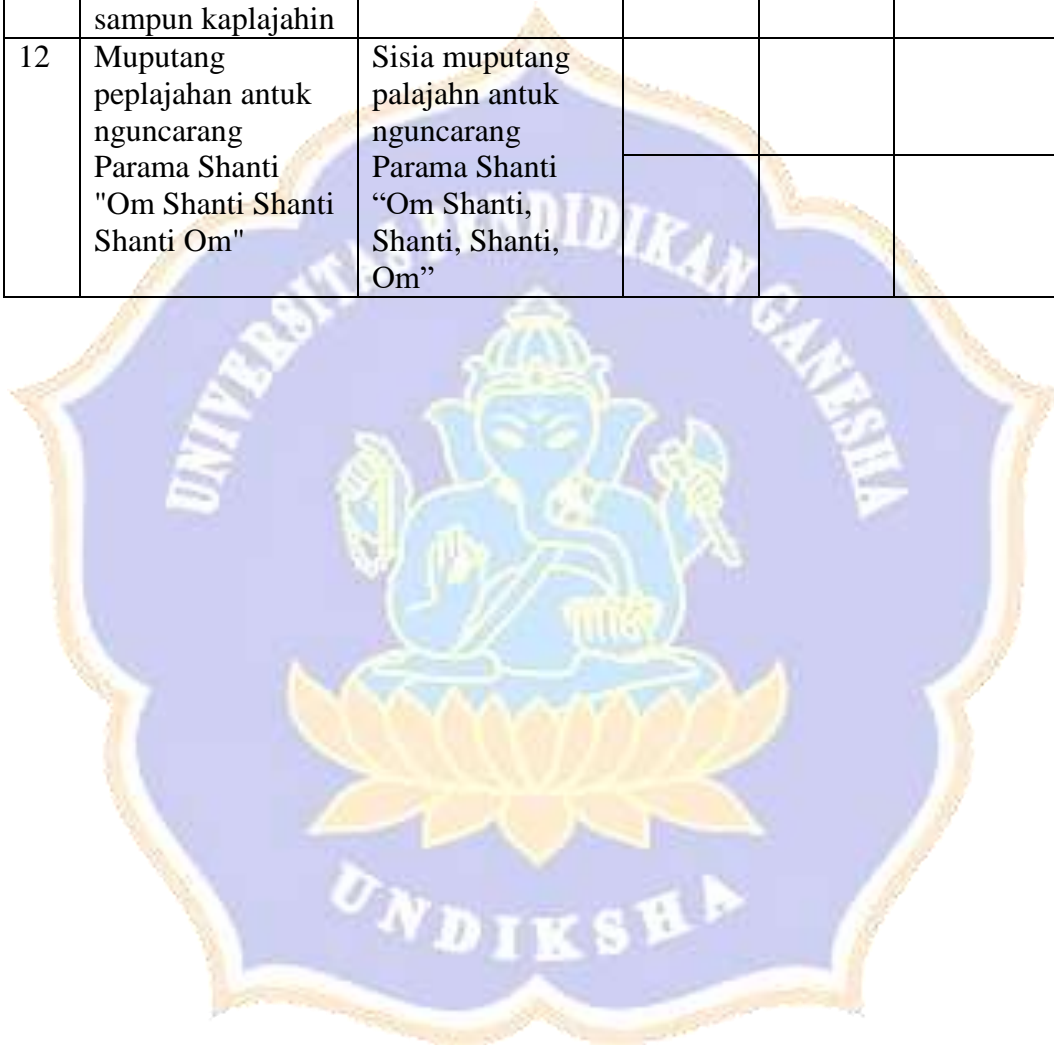 sampun kaplajahin
12
Muputang
peplajahan antuk
nguncarang
Parama Shanti
"Om Shanti Shanti
Shanti Om"
Sisia muputang
palajahn antuk
nguncarang
Parama Shanti
“Om Shanti,
Shanti, Shanti,
Om”
UNIVERSITAS PENDIDIKAN GANESHA
UNDIKSHA